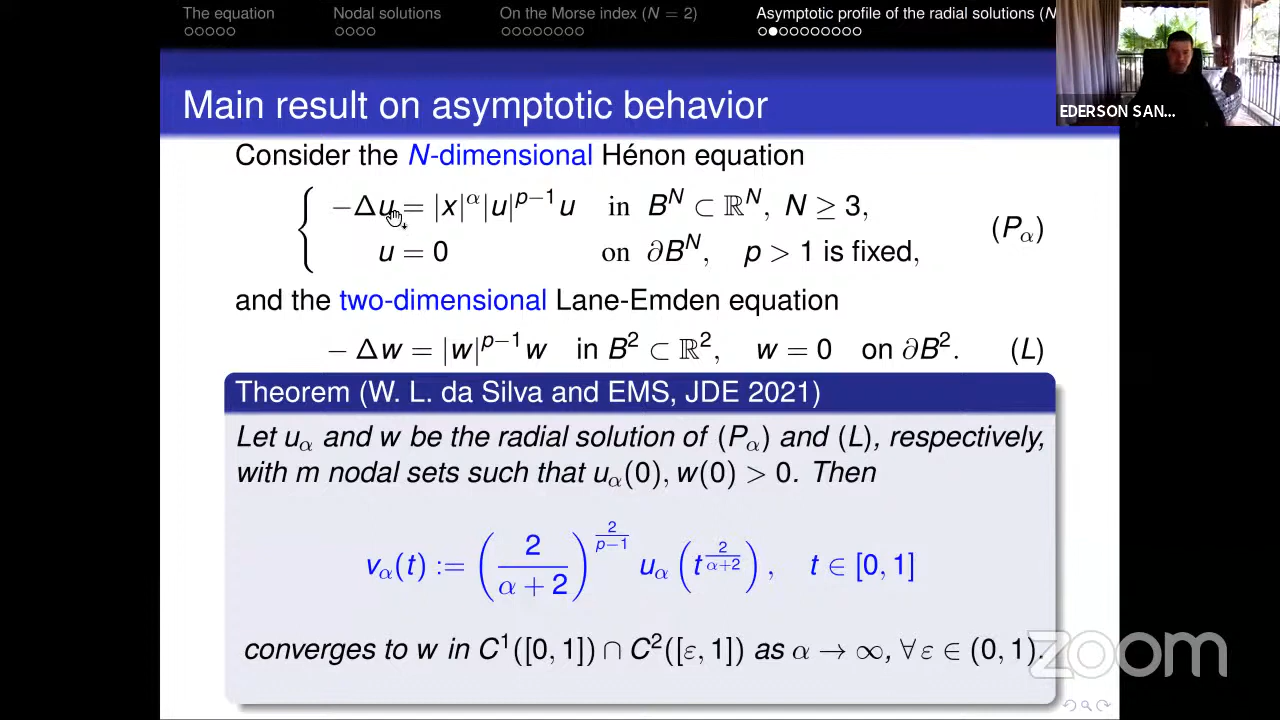 The equation Nodal solutions On the Morse index (N = 2) Asymptotic profile of the radial solutions (N
EDERSON SAN...
Main result on asymptotic behavior
Consider the N-dimensional Hénon equation
−Δu = |x|^α|u|^{p−1}u in B^N ⊂ ℝ^N, N ≥ 3,
u = 0 on ∂B^N, p > 1 is fixed,
(P_α)
and the two-dimensional Lane-Emden equation
− Δw = |w|^{p−1}w in B² ⊂ ℝ², w = 0 on ∂B². (L)
Theorem (W. L. da Silva and EMS, JDE 2021)
Let u_α and w be the radial solution of (P_α) and (L), respectively,
with m nodal sets such that u_α(0), w(0) > 0. Then
v_α(t) := (2/(α + 2))^{2/(p−1)} u_α (t^{2/(α+2)}), t ∈ [0, 1]
converges to w in C¹([0, 1]) ∩ C²([ε, 1]) as α → ∞, ∀ ε ∈ (0, 1).
zoom